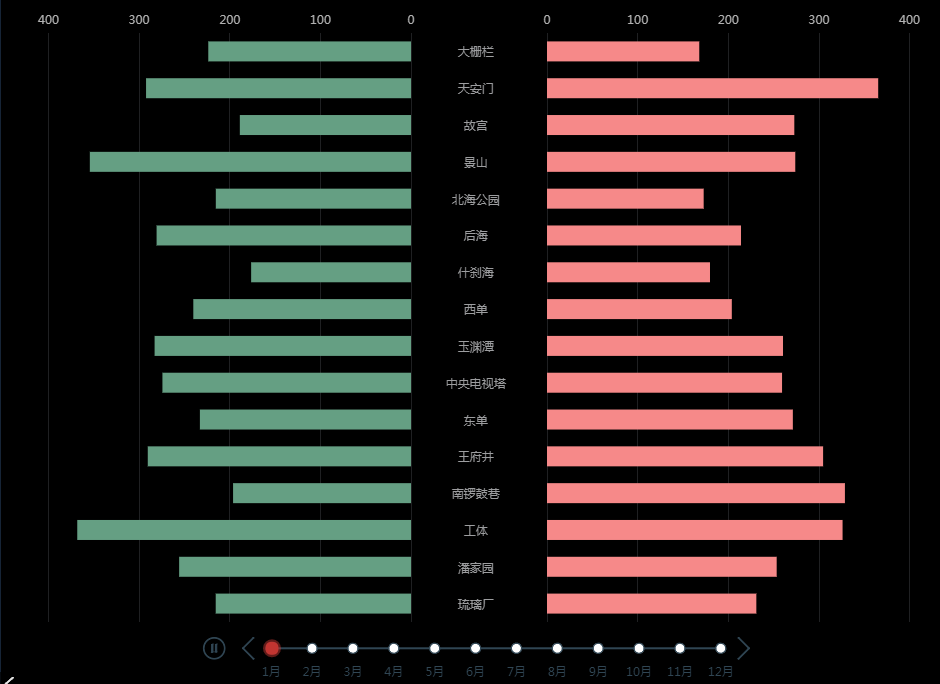 400 300 200 100 0 0 100 200 300 400
大栅栏
天安门
故宫
景山
北海公园
后海
什刹海
西单
玉渊潭
中央电视塔
东单
王府井
南锣鼓巷
工体
潘家园
琉璃厂
1月 2月 3月 4月 5月 6月 7月 8月 9月 10月 11月 12月